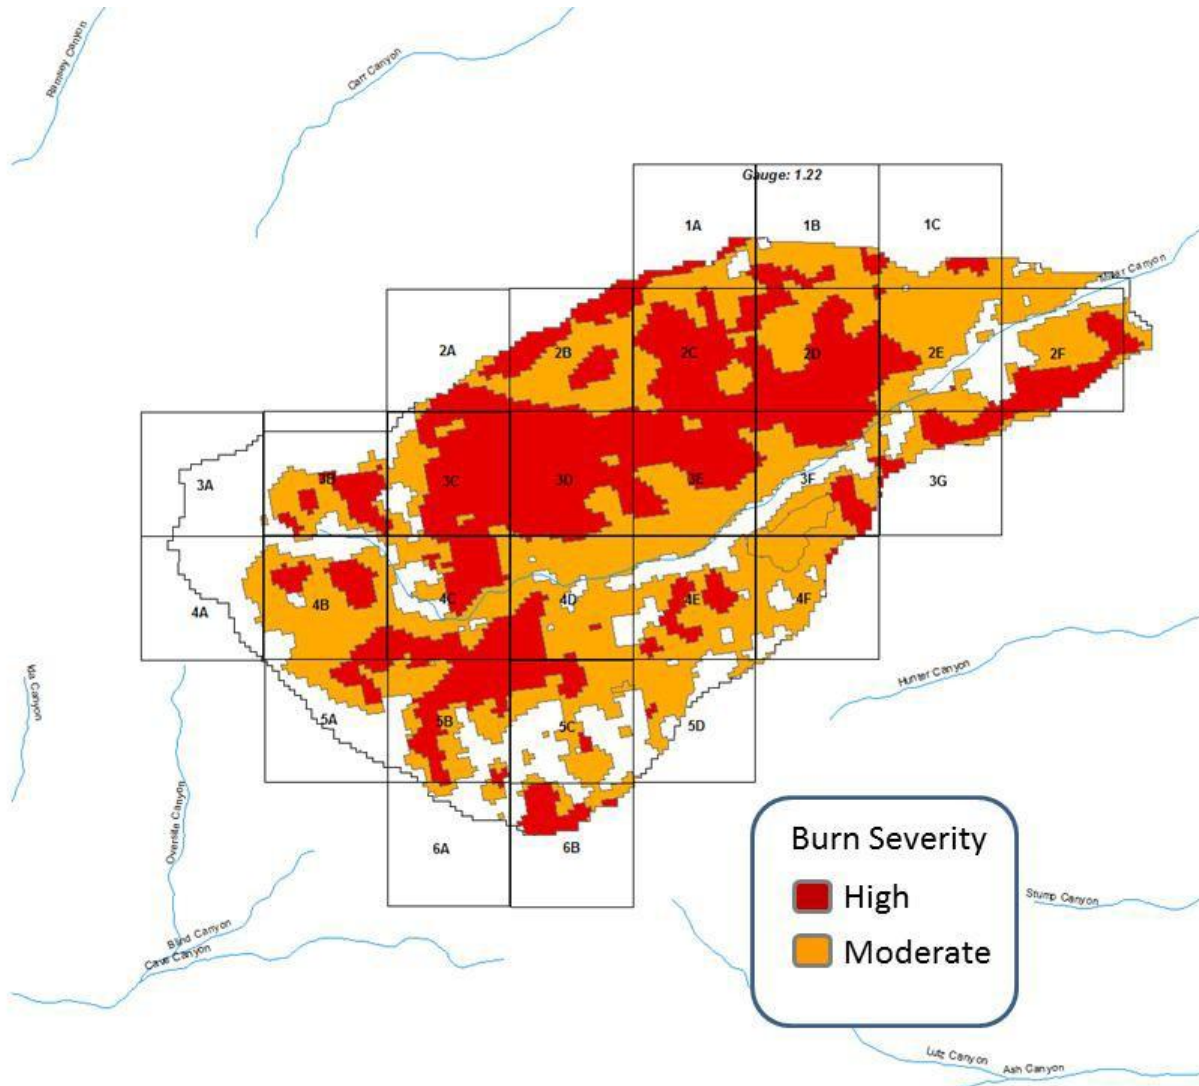 Ramsey Canyon
Carr Canyon
Gauge: 1.22
1A
1B
1C
Miller Canyon
2A
2B
2C
2D
2E
2F
3A
3B
3C
3D
3E
3F
3G
4A
4B
4C
4D
4E
4F
Ida Canyon
Hunter Canyon
5A
5B
5C
5D
Oversite Canyon
6A
6B
Burn Severity
High
Moderate
Stump Canyon
Blind Canyon
Cave Canyon
Lutz Canyon
Ash Canyon